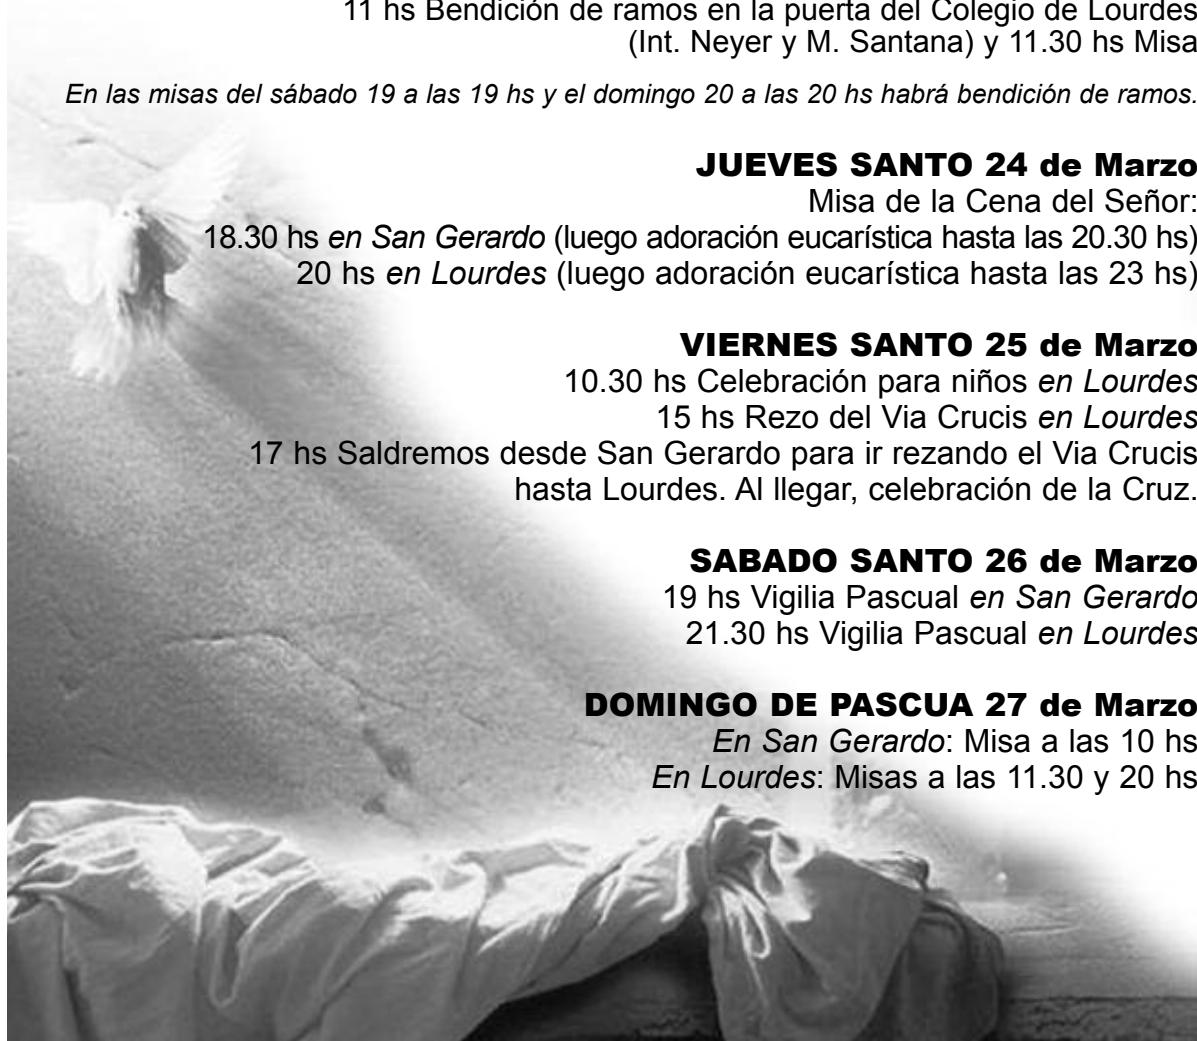 11 hs Bendición de ramos en la puerta del Colegio de Lourdes
(Int. Neyer y M. Santana) y 11.30 hs Misa
En las misas del sábado 19 a las 19 hs y el domingo 20 a las 20 hs habrá bendición de ramos.
JUEVES SANTO 24 de Marzo
Misa de la Cena del Señor:
18.30 hs en San Gerardo (luego adoración eucarística hasta las 20.30 hs)
20 hs en Lourdes (luego adoración eucarística hasta las 23 hs)
VIERNES SANTO 25 de Marzo
10.30 hs Celebración para niños en Lourdes
15 hs Rezo del Via Crucis en Lourdes
17 hs Saldremos desde San Gerardo para ir rezando el Via Crucis
hasta Lourdes. Al llegar, celebración de la Cruz.
SABADO SANTO 26 de Marzo
19 hs Vigilia Pascual en San Gerardo
21.30 hs Vigilia Pascual en Lourdes
DOMINGO DE PASCUA 27 de Marzo
En San Gerardo: Misa a las 10 hs
En Lourdes: Misas a las 11.30 y 20 hs